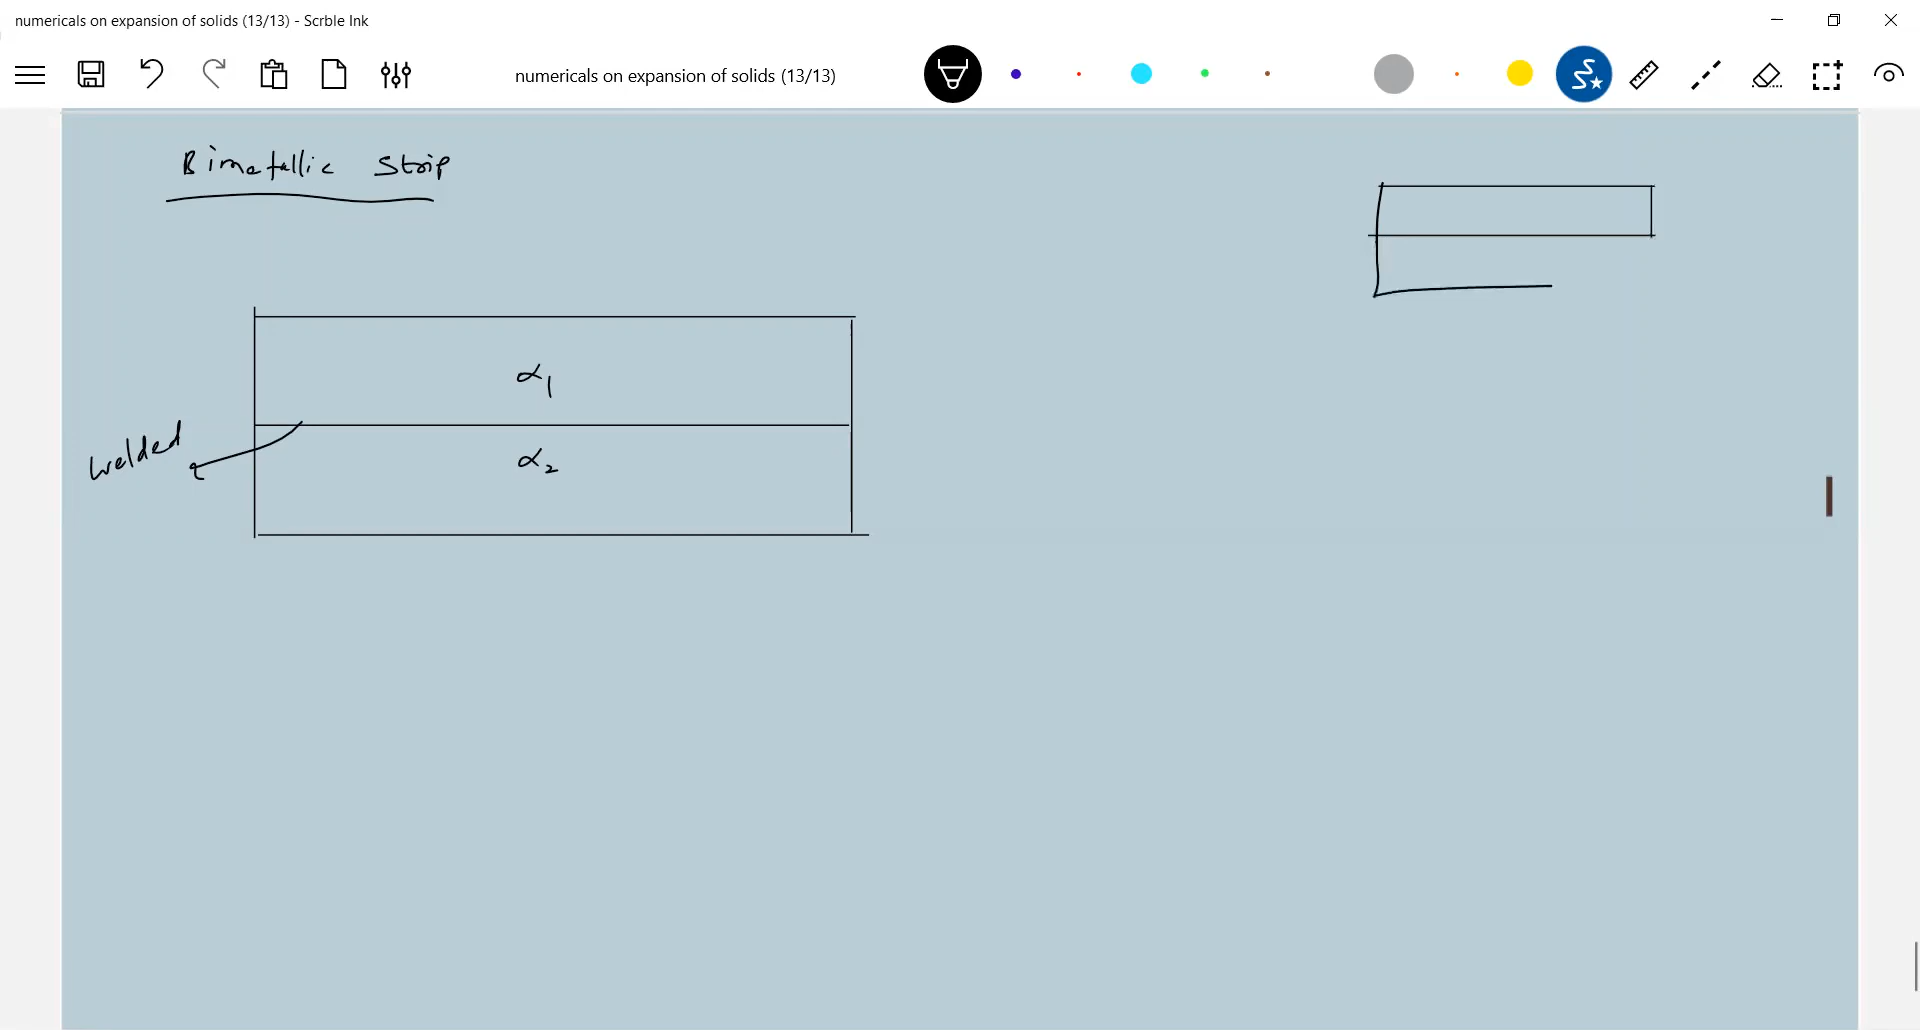 numericals on expansion of solids (13/13) - Scrble Ink
numericals on expansion of solids (13/13)
Bimetallic Strip
α1
welded
α2